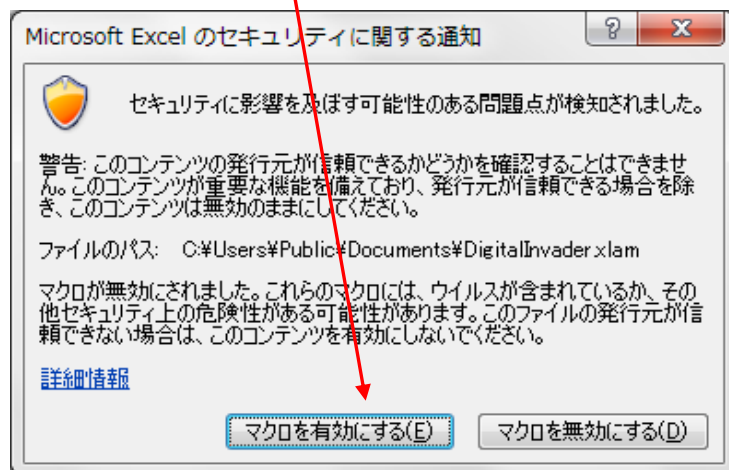 Microsoft Excel のセキュリティに関する通知
セキュリティに影響を及ぼす可能性のある問題点が検知されました。
警告: このコンテンツの発行元が信頼できるかどうかを確認することはできませ
ん。このコンテンツが重要な機能を備えており、発行元が信頼できる場合を除
き、このコンテンツは無効のままにしてください。
ファイルのパス: C:¥Users¥Public¥Documents¥DigitalInvader.xlam
マクロが無効にされました。これらのマクロには、ウイルスが含まれているか、その
他セキュリティ上の危険性がある可能性があります。このファイルの発行元が信
頼できない場合は、このコンテンツを有効にしないでください。
詳細情報
マクロを有効にする(E) マクロを無効にする(D)